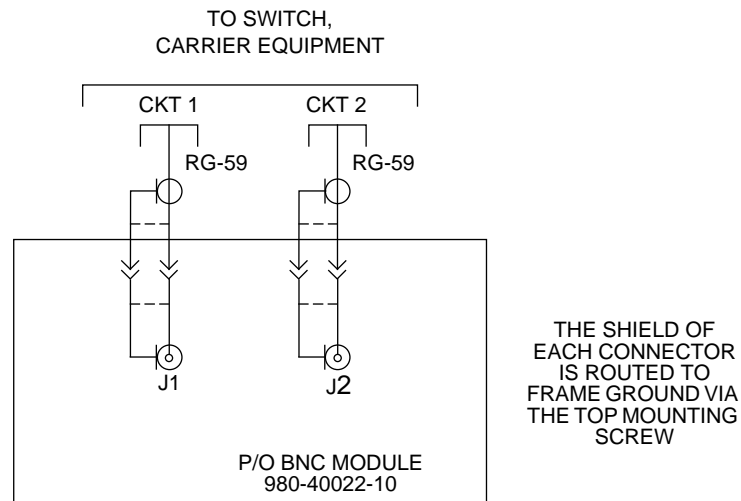 TO SWITCH,
CARRIER EQUIPMENT
CKT 1
CKT 2
RG-59
RG-59
J1
J2
THE SHIELD OF
EACH CONNECTOR
IS ROUTED TO
FRAME GROUND VIA
THE TOP MOUNTING
SCREW
P/O BNC MODULE
980-40022-10